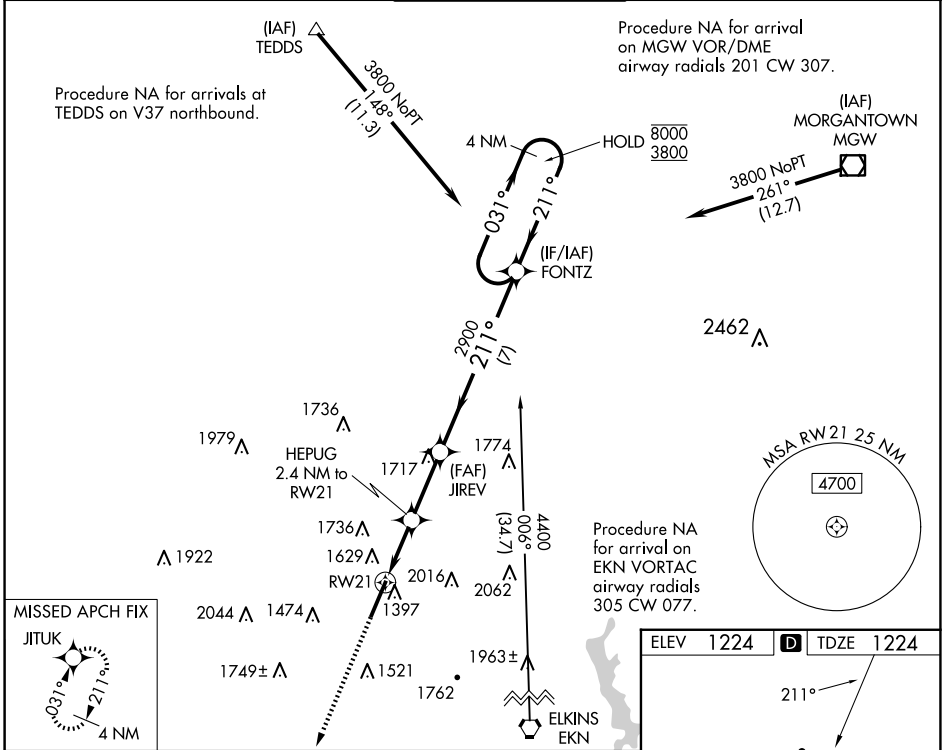 (IAF)
TEDDS
Procedure NA for arrival
on MGW VOR/DME
airway radials 201 CW 307.
3800 NoPT
148°
(11.3)
Procedure NA for arrivals at
TEDDS on V37 northbound.
(IAF)
MORGANTOWN
MGW
4 NM
HOLD 8000
3800
3800 NoPT
261°
(12.7)
031°
211°
(IF/IAF)
FONTZ
2900
211°
(7)
2462
1736
1979
HEPUG
2.4 NM to
RW21
1717
(FAF)
JIREV
1774
MSA RW21 25 NM
4700
4400
006°
(34.7)
Procedure NA
for arrival on
EKN VORTAC
airway radials
305 CW 077.
1736
1922
1629
RW21
2016
2062
1397
MISSED APCH FIX
JITUK
031°
211°
4 NM
2044
1474
1749±
1521
1762
1963±
ELKINS
EKN
ELEV 1224 D TDZE 1224
211°